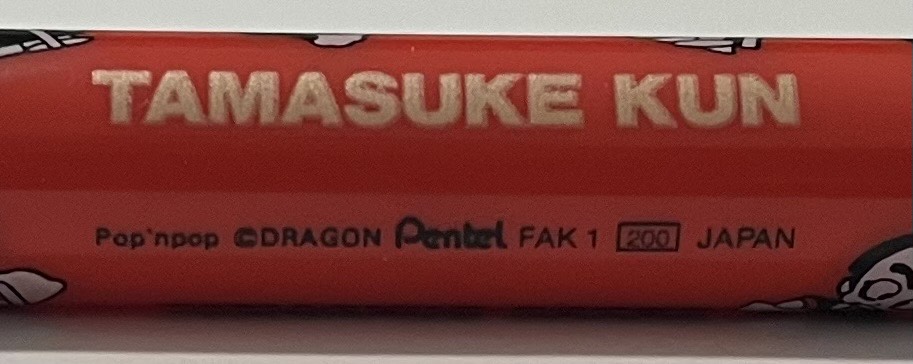 TAMASUKE KUN
Pop'npop ©DRAGON Pentel FAK 1 200 JAPAN